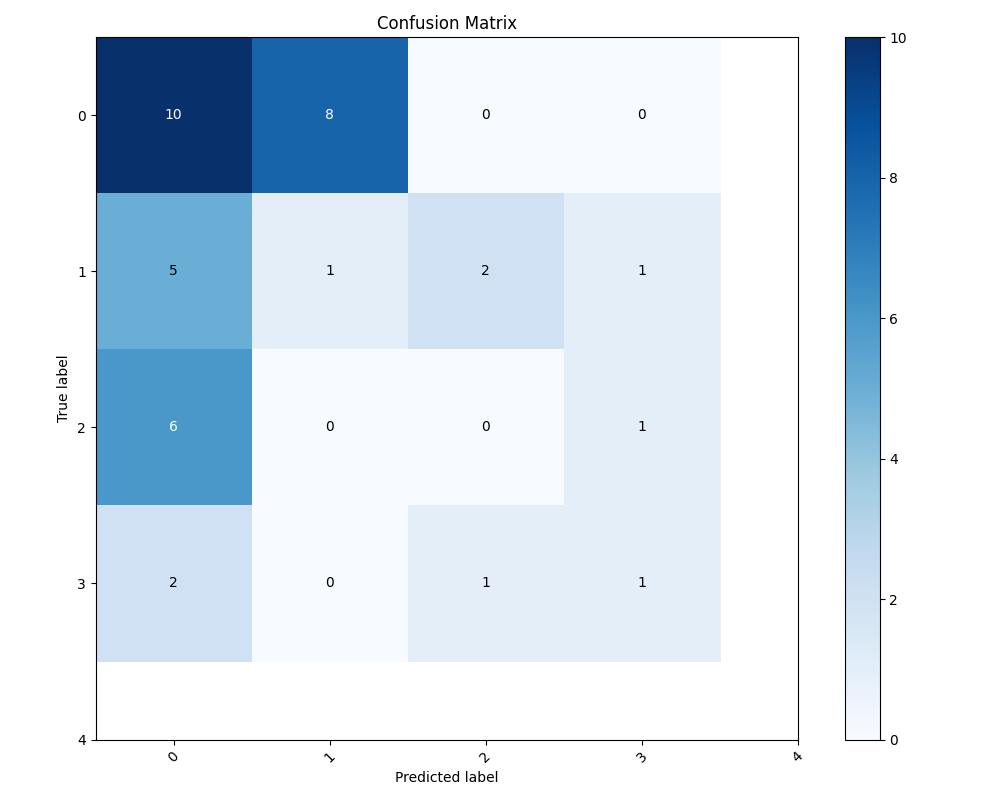 Confusion Matrix
10
0 10 8 0 0
8
1 5 1 2 1
6
True label
2 6 0 0 1
4
3 2 0 1 1
2
4 0
0 1 2 3 4
Predicted label